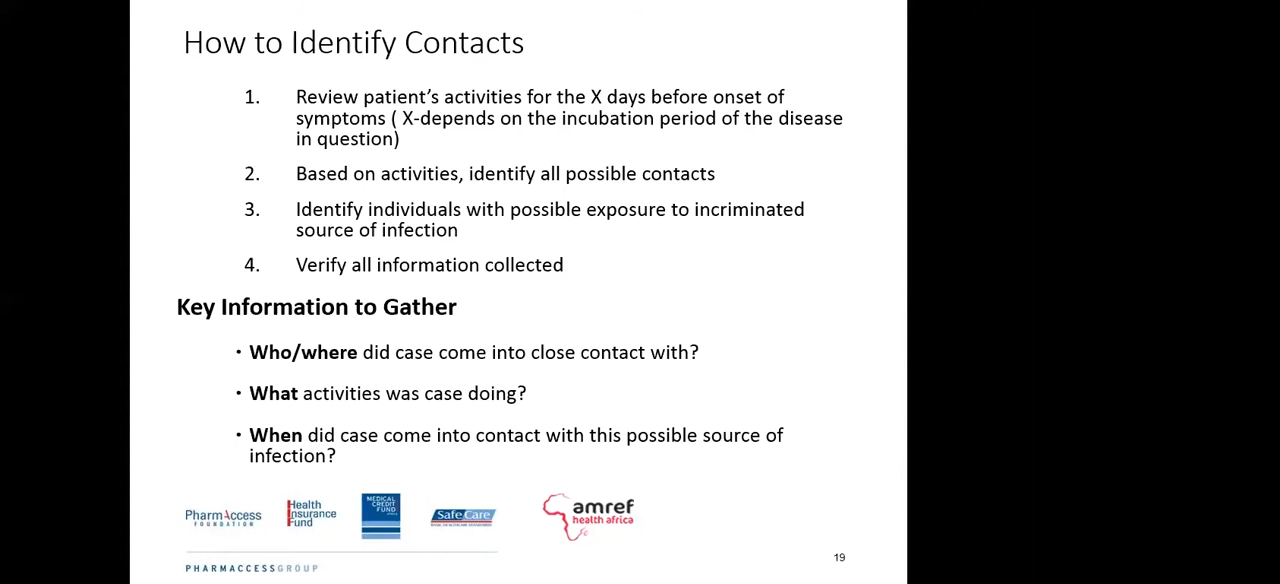 How to Identify Contacts
1. Review patient's activities for the X days before onset of
symptoms ( X-depends on the incubation period of the disease
in question)
2. Based on activities, identify all possible contacts
3. Identify individuals with possible exposure to incriminated
source of infection
4. Verify all information collected
Key Information to Gather
• Who/where did case come into close contact with?
• What activities was case doing?
• When did case come into contact with this possible source of
infection?
PharmAccess
FOUNDATION
Health
Insurance
Fund
MEDICAL
CREDIT
FUND
SafeCare
amref
health africa
PHARMACCESSGROUP
19